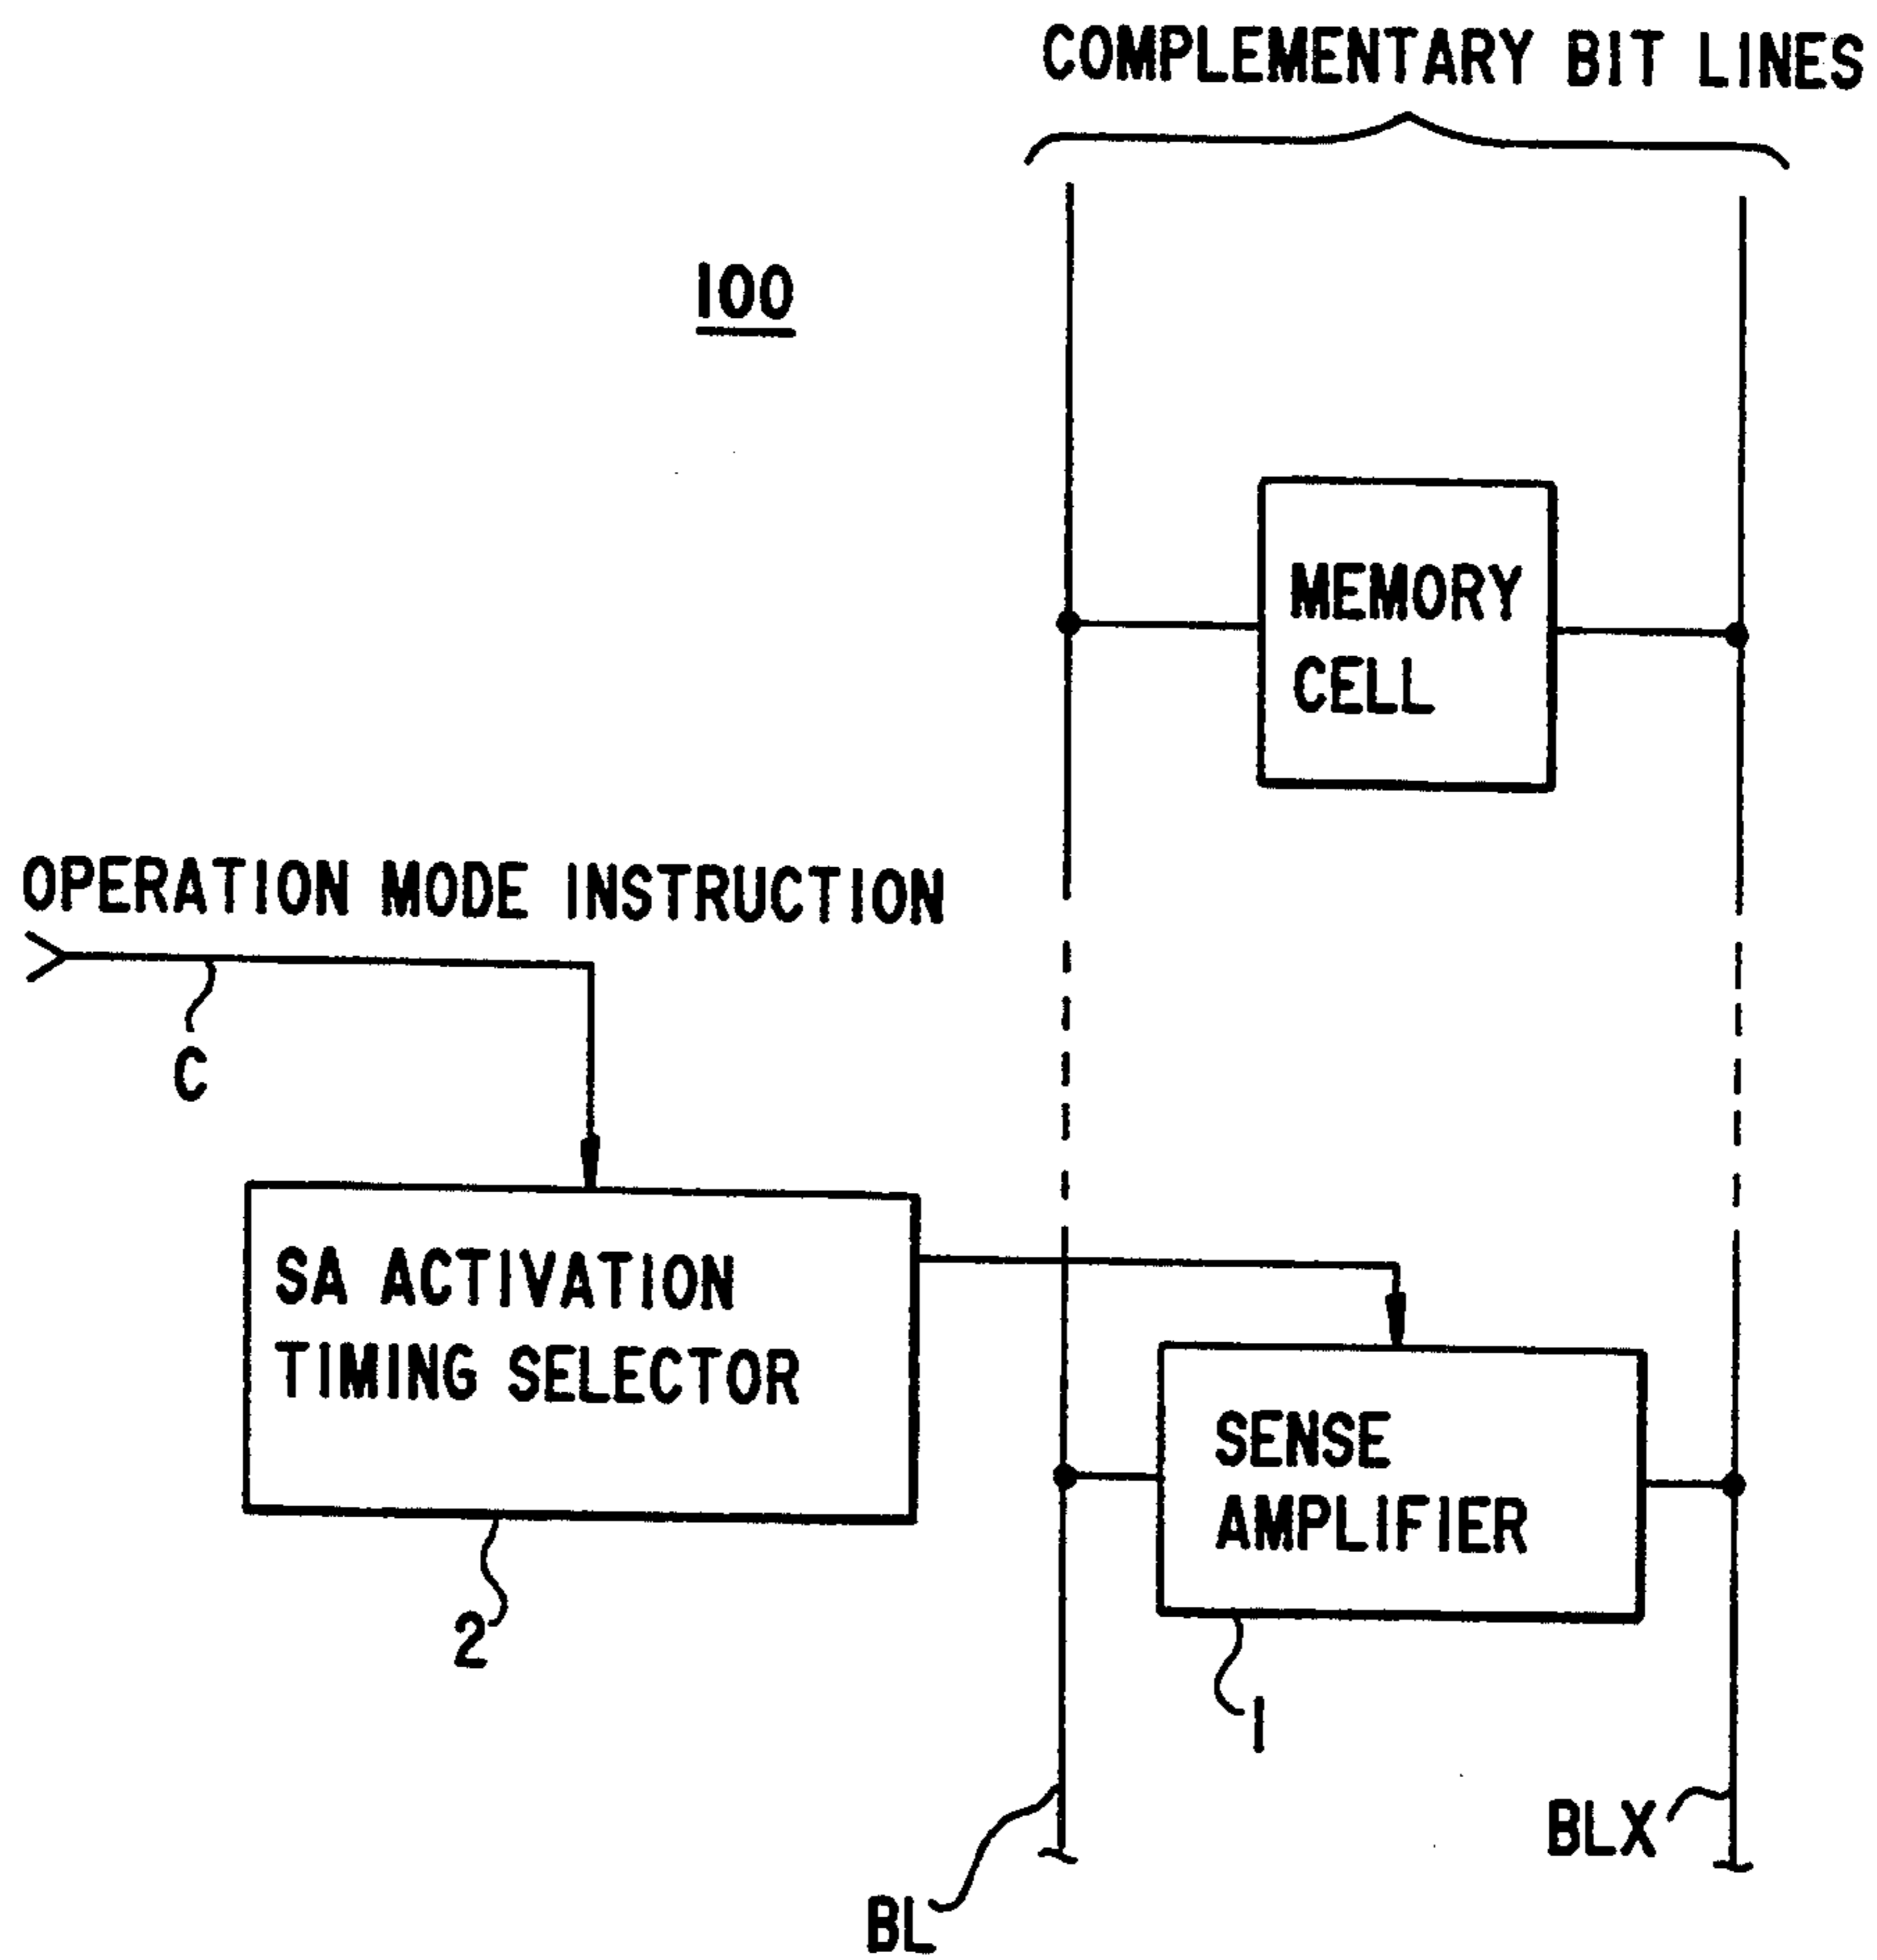 COMPLEMENTARY BIT LINES
100
MEMORY
CELL
OPERATION MODE INSTRUCTION
C
SA ACTIVATION
TIMING SELECTOR
SENSE
AMPLIFIER
2
1
BLX
BL